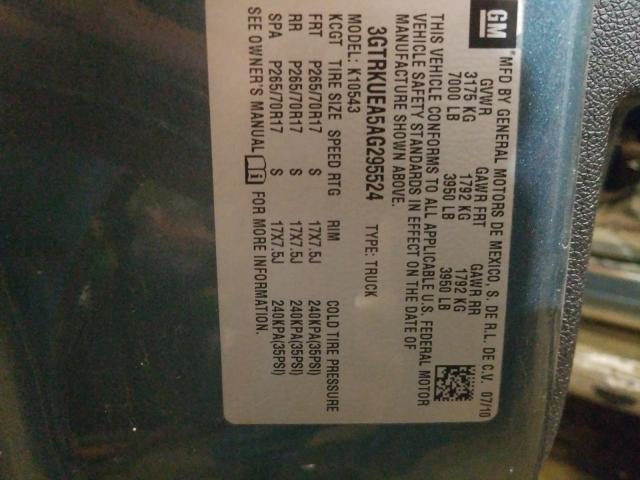 GM
MFD BY GENERAL MOTORS DE MEXICO, S. DE R.L. DE C.V. 07/10
GVWR GAWR FRT GAWR RR
3175 KG 1792 KG 1792 KG
7000 LB 3950 LB 3950 LB
THIS VEHICLE CONFORMS TO ALL APPLICABLE U.S. FEDERAL MOTOR
VEHICLE SAFETY STANDARDS IN EFFECT ON THE DATE OF
MANUFACTURE SHOWN ABOVE.
3GTRKUEA5AG295524 TYPE: TRUCK
MODEL: K10543
KCGT TIRE SIZE SPEED RTG RIM COLD TIRE PRESSURE
FRT P265/70R17 S 17X7.5J 240KPA(35PSI)
RR P265/70R17 S 17X7.5J 240KPA(35PSI)
SPA P265/70R17 S 17X7.5J 240KPA(35PSI)
SEE OWNER'S MANUAL i FOR MORE INFORMATION.